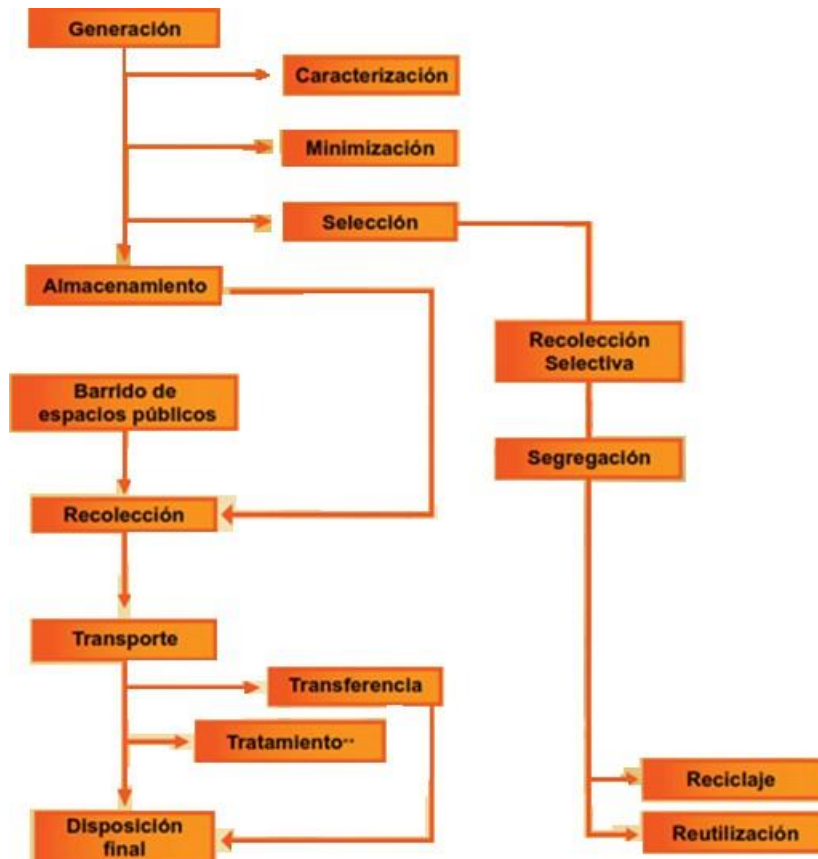 Generación
Caracterización
Minimización
Selección
Almacenamiento
Recolección
Selectiva
Barrido de
espacios públicos
Segregación
Recolección
Transporte
Transferencia
Tratamiento**
Reciclaje
Disposición
final
Reutilización